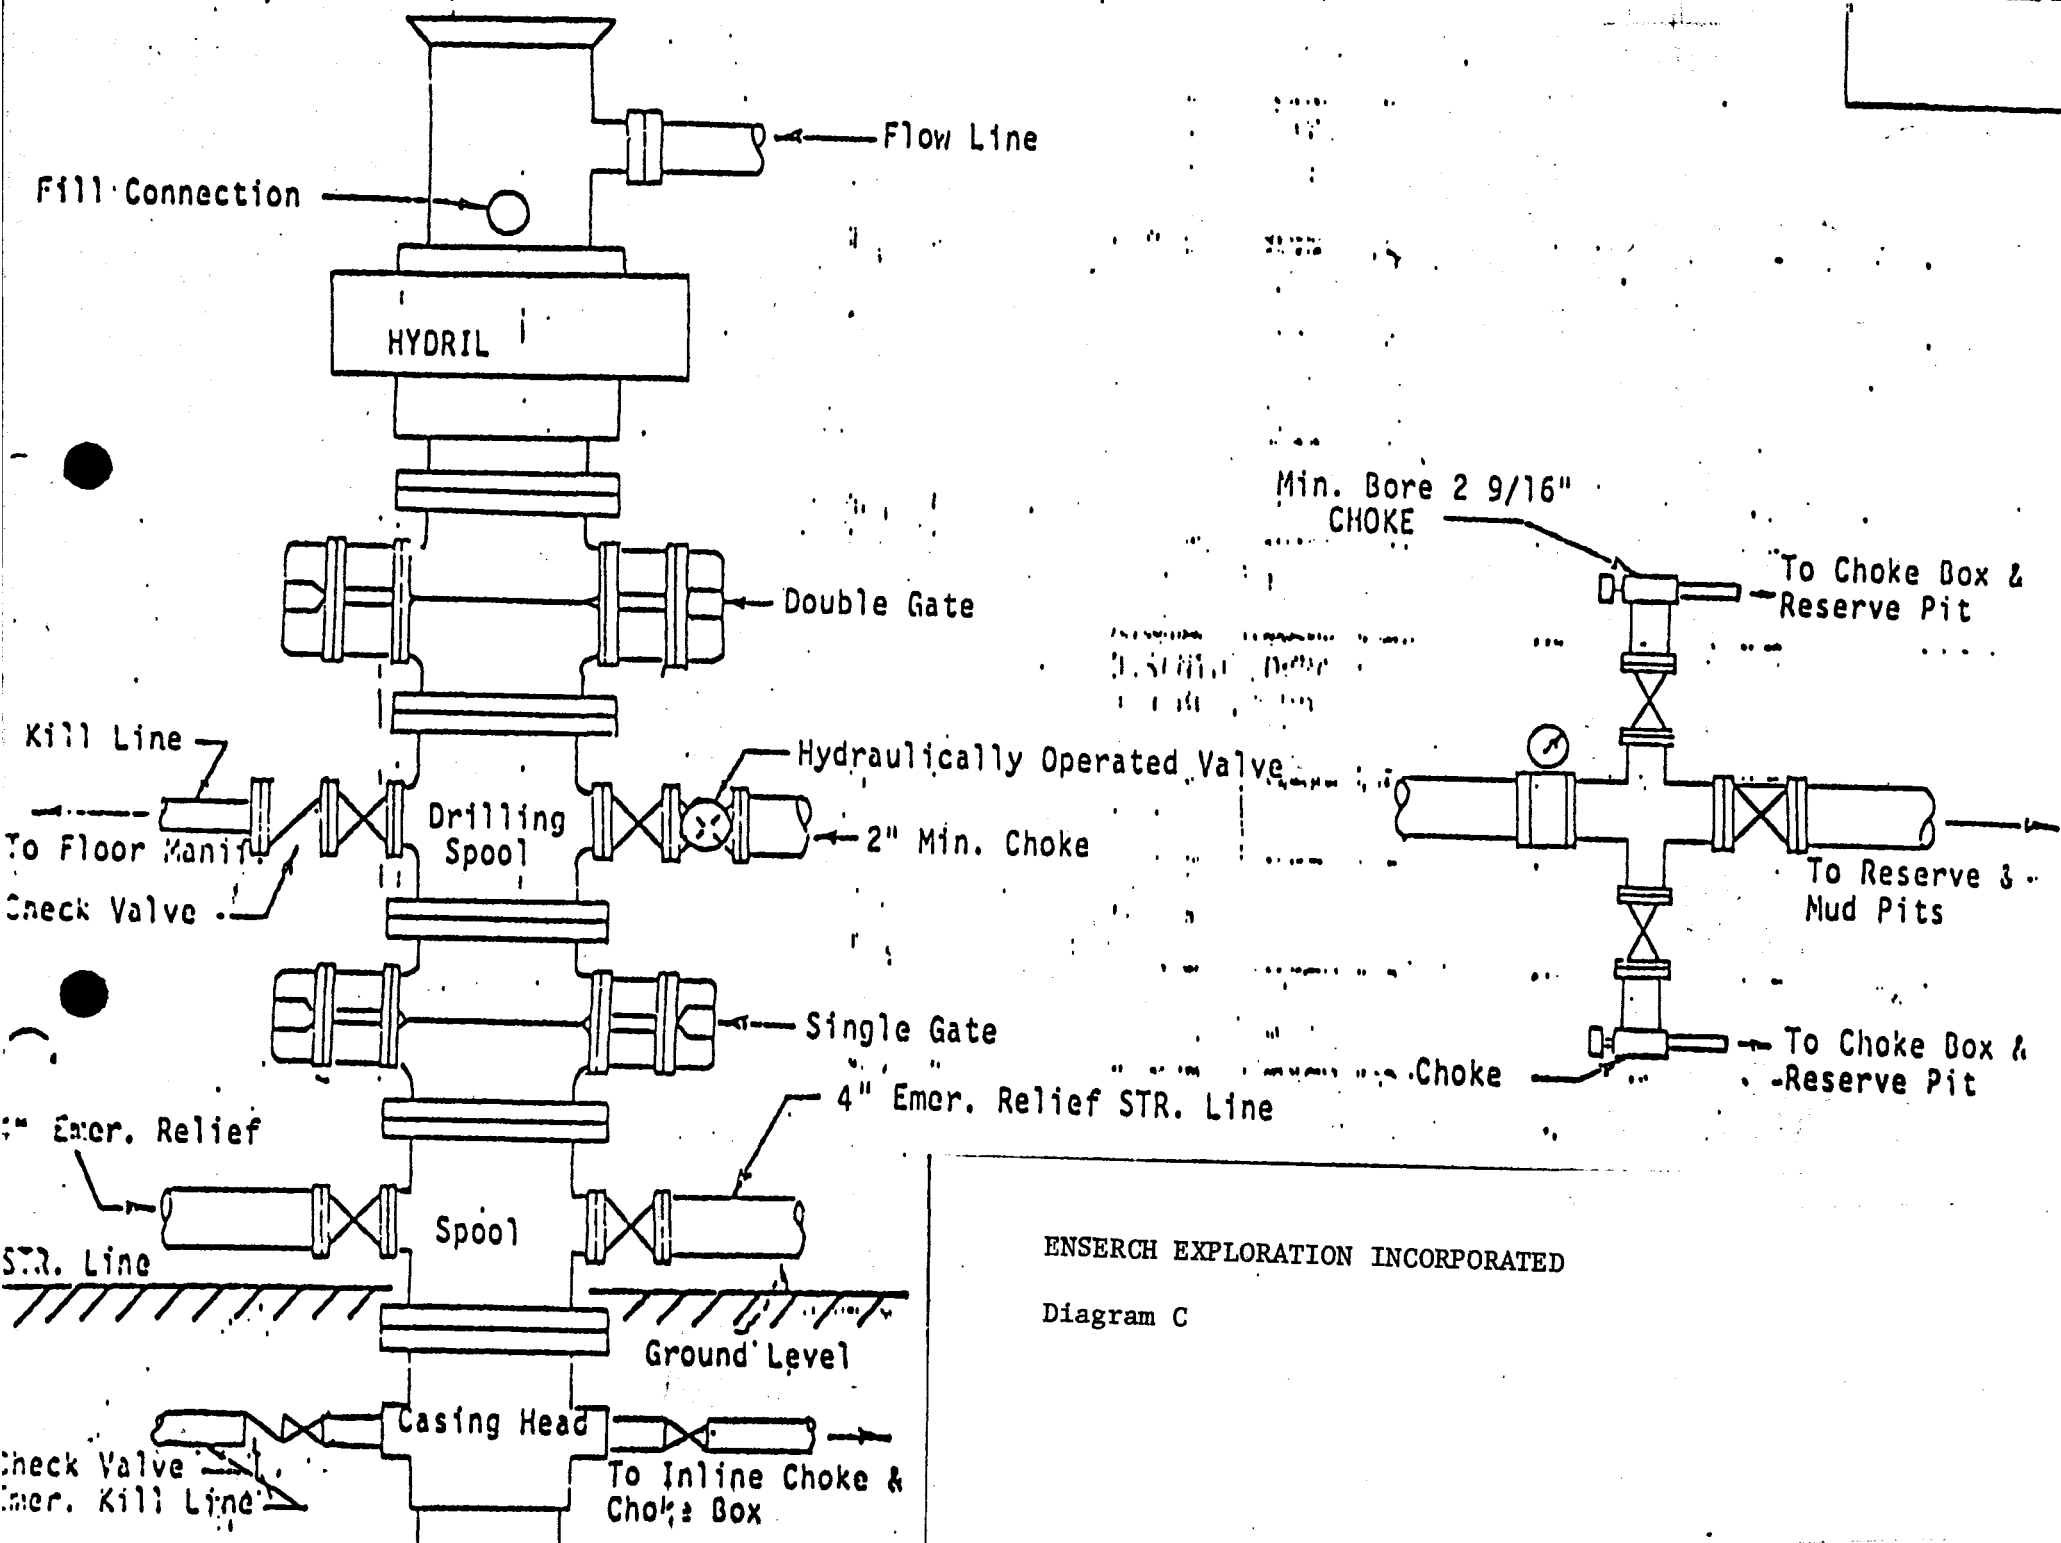 Flow Line
Fill Connection
HYDRIL
Min. Bore 2 9/16"
CHOKE
To Choke Box &
Reserve Pit
Double Gate
Kill Line
Hydraulically Operated Valve
Drilling
Spool
2" Min. Choke
To Floor Manif.
Check Valve
To Reserve &
Mud Pits
Single Gate
Choke
To Choke Box &
Reserve Pit
4" Emer. Relief STR. Line
4" Emer. Relief
Spool
STR. Line
ENSERCH EXPLORATION INCORPORATED
Diagram C
Ground Level
Casing Head
Check Valve
Emer. Kill Line
To Inline Choke &
Choke Box